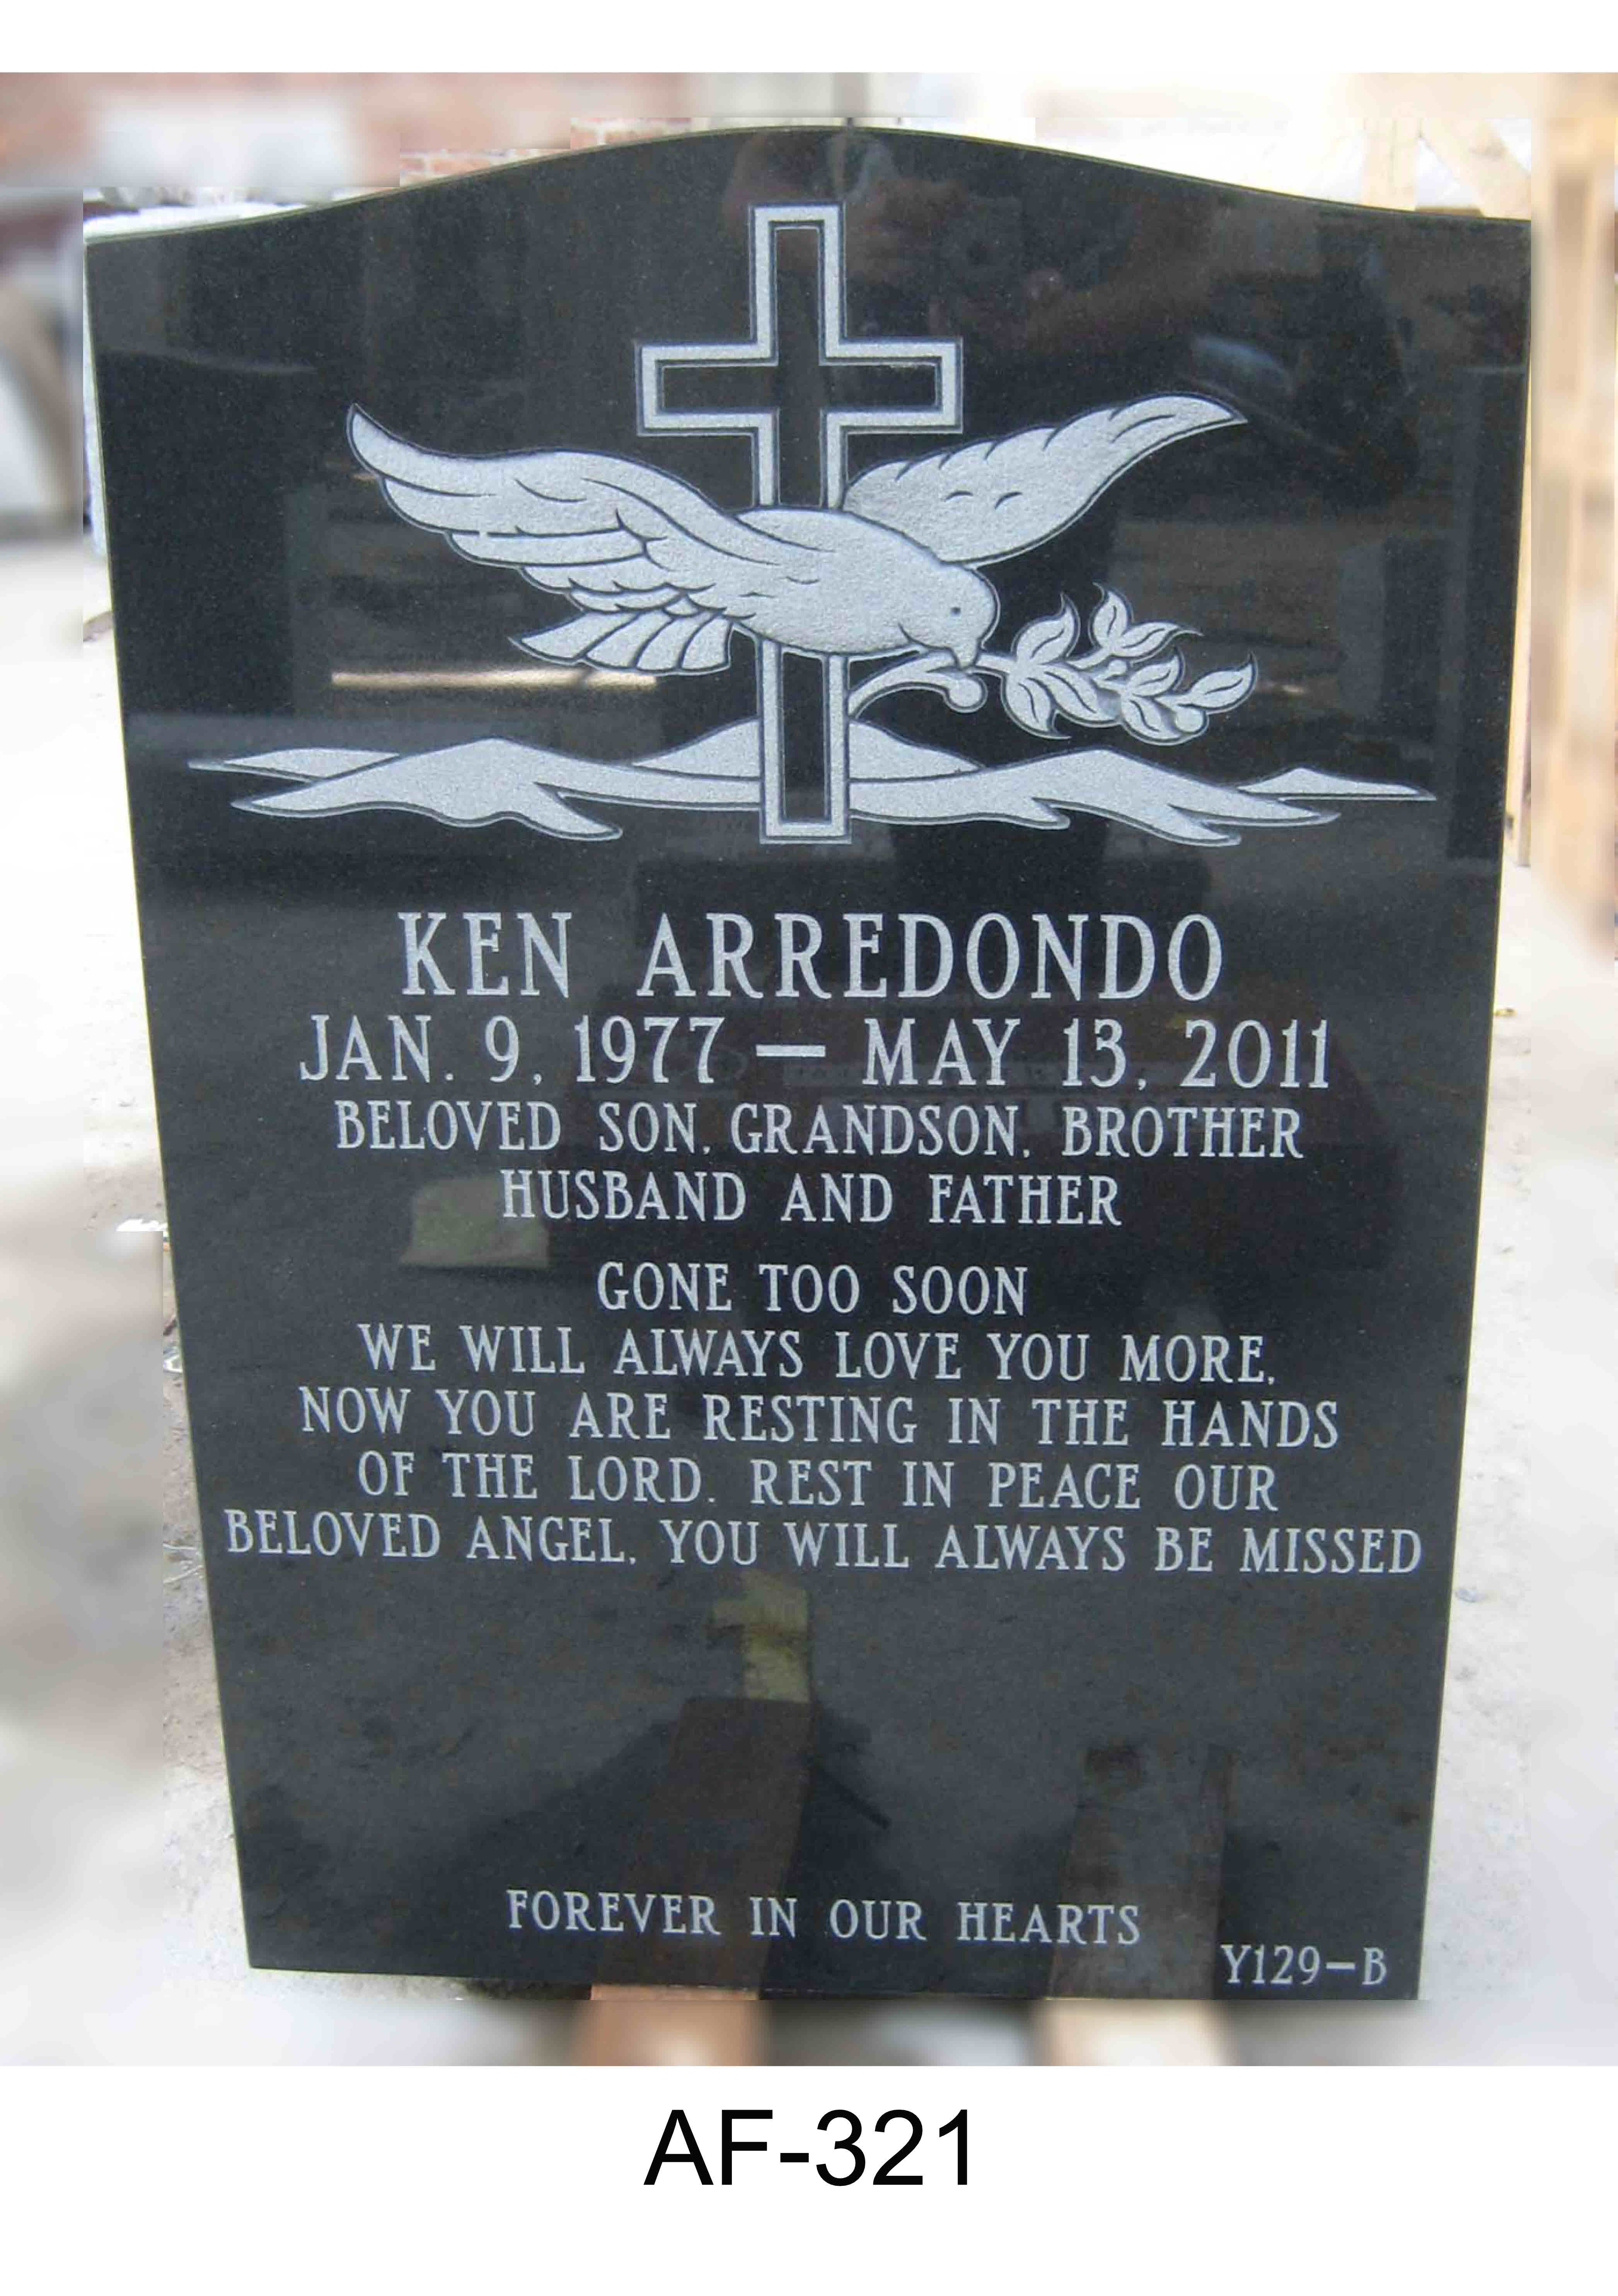 KEN ARREDONDO
JAN. 9, 1977 — MAY 13, 2011
BELOVED SON, GRANDSON, BROTHER
HUSBAND AND FATHER
GONE TOO SOON
WE WILL ALWAYS LOVE YOU MORE,
NOW YOU ARE RESTING IN THE HANDS
OF THE LORD. REST IN PEACE OUR
BELOVED ANGEL, YOU WILL ALWAYS BE MISSED
FOREVER IN OUR HEARTS
Y129-B
AF-321